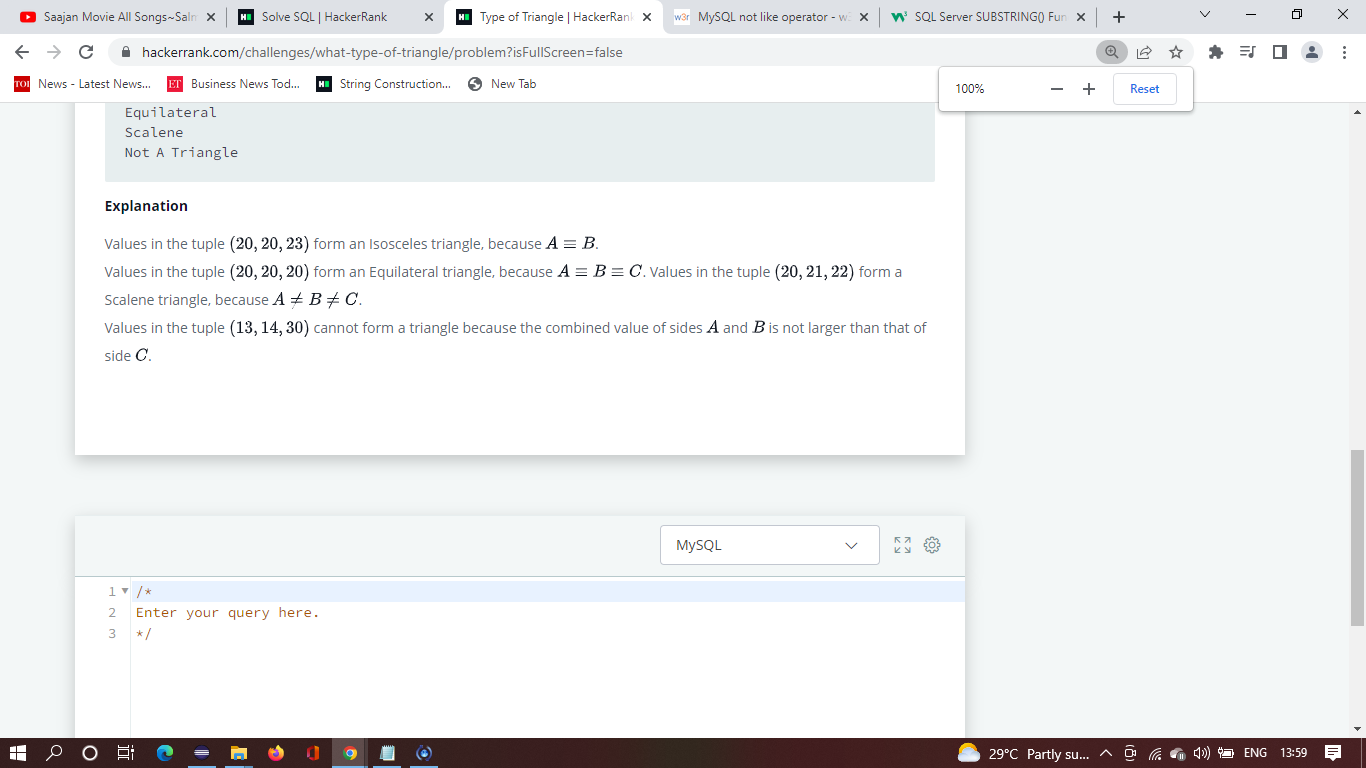 Saajan Movie All Songs~Saln
Solve SQL | HackerRank
Type of Triangle | HackerRank
w3r MySQL not like operator - w
SQL Server SUBSTRING() Fun
hackerrank.com/challenges/what-type-of-triangle/problem?isFullScreen=false
TOI News - Latest News...
ET Business News Tod...
String Construction...
New Tab
100%
Reset
Equilateral
Scalene
Not A Triangle
Explanation
Values in the tuple (20, 20, 23) form an Isosceles triangle, because A ≡ B.
Values in the tuple (20, 20, 20) form an Equilateral triangle, because A ≡ B ≡ C. Values in the tuple (20, 21, 22) form a
Scalene triangle, because A ≠ B ≠ C.
Values in the tuple (13, 14, 30) cannot form a triangle because the combined value of sides A and B is not larger than that of
side C.
MySQL
1 /*
2 Enter your query here.
3 */
29°C Partly su...
ENG
13:59